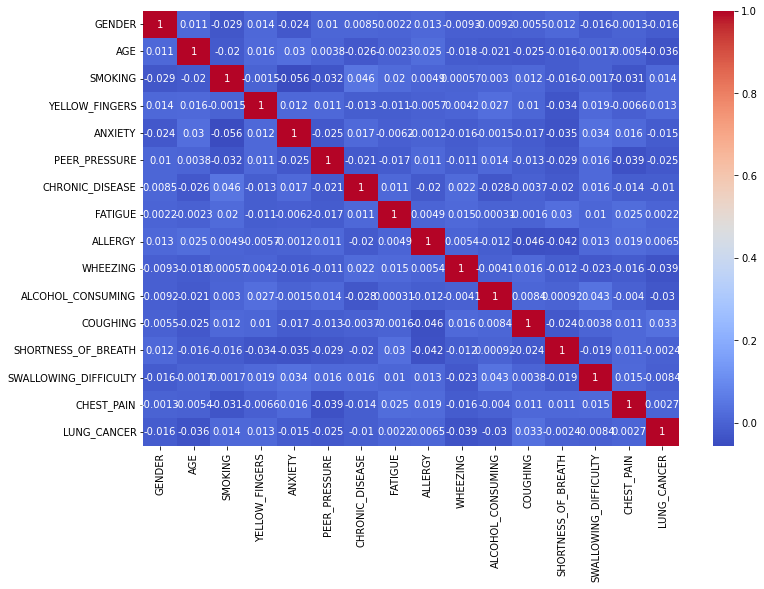 GENDER 1 0.011 -0.029 0.014 -0.024 0.01 0.0085 0.0022 0.013 -0.0093 -0.0092 -0.0055 0.012 -0.016 -0.0013 -0.016
AGE 0.011 1 -0.02 0.016 0.03 0.0038 -0.026 -0.0023 0.025 -0.018 -0.021 -0.025 -0.016 -0.0017 -0.0054 -0.036
SMOKING -0.029 -0.02 1 -0.0015 -0.056 -0.032 0.046 0.02 0.0049 0.00057 0.003 0.012 -0.016 -0.0017 -0.031 0.014
YELLOW_FINGERS 0.014 0.016 -0.0015 1 0.012 0.011 -0.013 -0.011 -0.0057 0.0042 0.027 0.01 -0.034 0.019 -0.0066 0.013
ANXIETY -0.024 0.03 -0.056 0.012 1 -0.025 0.017 -0.0062 -0.0012 -0.016 -0.0015 -0.017 -0.035 0.034 0.016 -0.015
PEER_PRESSURE 0.01 0.0038 -0.032 0.011 -0.025 1 -0.021 -0.017 0.011 -0.011 0.014 -0.013 -0.029 0.016 -0.039 -0.025
CHRONIC_DISEASE 0.0085 -0.026 0.046 -0.013 0.017 -0.021 1 0.011 -0.02 0.022 -0.028 -0.0037 -0.02 0.016 -0.014 -0.01
FATIGUE 0.0022 -0.0023 0.02 -0.011 -0.0062 -0.017 0.011 1 0.0049 0.015 0.00031 0.0016 0.03 0.01 0.025 0.0022
ALLERGY 0.013 0.025 0.0049 -0.0057 -0.0012 0.011 -0.02 0.0049 1 0.0054 -0.012 -0.046 -0.042 0.013 0.019 0.0065
WHEEZING -0.0093 -0.018 0.00057 0.0042 -0.016 -0.011 0.022 0.015 0.0054 1 -0.0041 0.016 -0.012 -0.023 -0.016 -0.039
ALCOHOL_CONSUMING -0.0092 -0.021 0.003 0.027 -0.0015 0.014 -0.028 0.00031 -0.012 -0.0041 1 0.0084 0.00092 0.043 -0.004 -0.03
COUGHING -0.0055 -0.025 0.012 0.01 -0.017 -0.013 -0.0037 0.0016 -0.046 0.016 0.0084 1 -0.024 0.0038 0.011 0.033
SHORTNESS_OF_BREATH 0.012 -0.016 -0.016 -0.034 -0.035 -0.029 -0.02 0.03 -0.042 -0.012 0.00092 -0.024 1 -0.019 0.011 -0.0024
SWALLOWING_DIFFICULTY -0.016 -0.0017 -0.0017 0.019 0.034 0.016 0.016 0.01 0.013 -0.023 0.043 0.0038 -0.019 1 0.015 -0.0084
CHEST_PAIN -0.0013 -0.0054 -0.031 -0.0066 0.016 -0.039 -0.014 0.025 0.019 -0.016 -0.004 0.011 0.011 0.015 1 0.0027
LUNG_CANCER -0.016 -0.036 0.014 0.013 -0.015 -0.025 -0.01 0.0022 0.0065 -0.039 -0.03 0.033 -0.0024 -0.0084 0.0027 1
GENDER
AGE
SMOKING
YELLOW_FINGERS
ANXIETY
PEER_PRESSURE
CHRONIC_DISEASE
FATIGUE
ALLERGY
WHEEZING
ALCOHOL_CONSUMING
COUGHING
SHORTNESS_OF_BREATH
SWALLOWING_DIFFICULTY
CHEST_PAIN
LUNG_CANCER
1.0
0.8
0.6
0.4
0.2
0.0